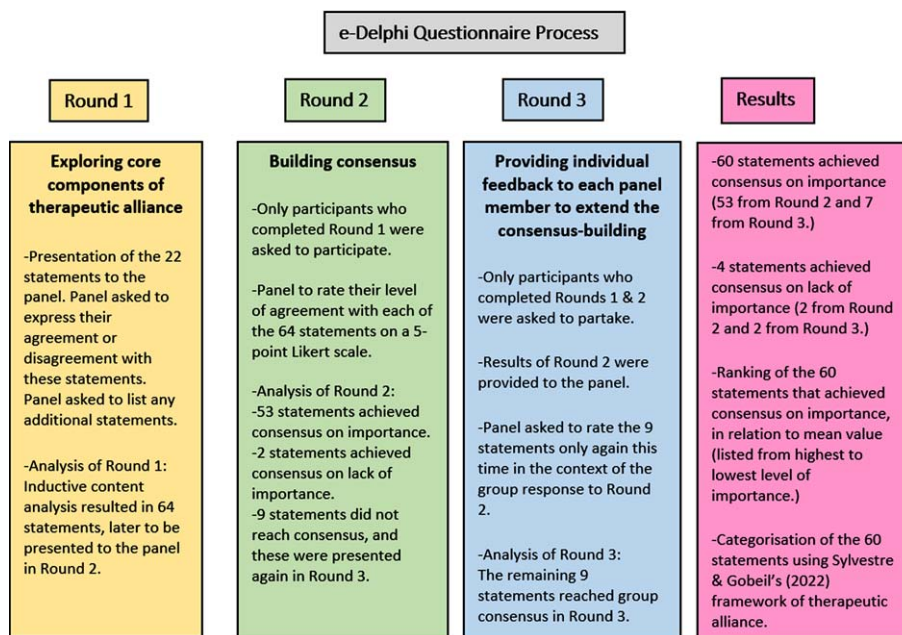 e-Delphi Questionnaire Process
Round 1
Exploring core
components of
therapeutic alliance
-Presentation of the 22
statements to the
panel. Panel asked to
express their
agreement or
disagreement with
these statements.
Panel asked to list any
additional statements.
-Analysis of Round 1:
Inductive content
analysis resulted in 64
statements, later to be
presented to the panel
in Round 2.
Round 2
Building consensus
-Only participants who
completed Round 1 were
asked to participate.
-Panel to rate their level
of agreement with each of
the 64 statements on a 5-
point Likert scale.
-Analysis of Round 2:
-53 statements achieved
consensus on importance.
-2 statements achieved
consensus on lack of
importance.
-9 statements did not
reach consensus, and
these were presented
again in Round 3.
Round 3
Providing individual
feedback to each panel
member to extend the
consensus-building
-Only participants who
completed Rounds 1 & 2
were asked to partake.
-Results of Round 2 were
provided to the panel.
-Panel asked to rate the 9
statements only again this
time in the context of the
group response to Round
2.
-Analysis of Round 3:
The remaining 9
statements reached group
consensus in Round 3.
Results
-60 statements achieved
consensus on importance
(53 from Round 2 and 7
from Round 3.)
-4 statements achieved
consensus on lack of
importance (2 from Round
2 and 2 from Round 3.)
-Ranking of the 60
statements that achieved
consensus on importance,
in relation to mean value
(listed from highest to
lowest level of
importance.)
-Categorisation of the 60
statements using Sylvestre
& Gobeil's (2022)
framework of therapeutic
alliance.